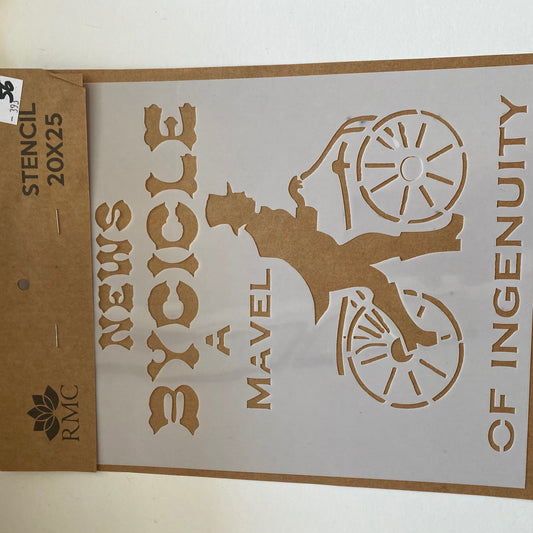 RMC
STENCIL
20X25
NEWS
BYCICLE
A
MAVEL
OF INGENUITY